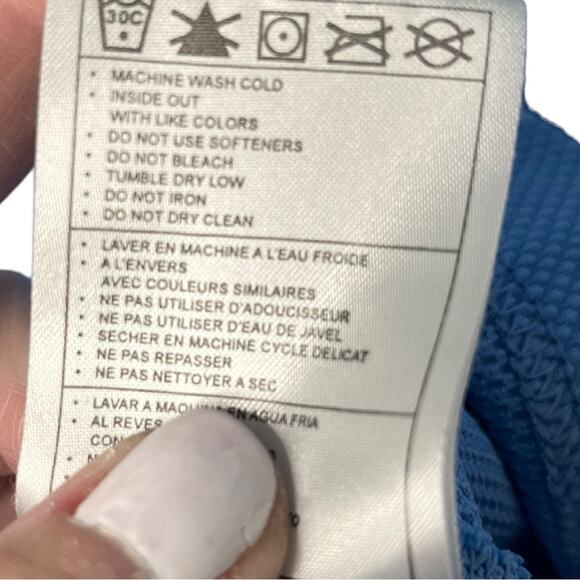 30C
• MACHINE WASH COLD
• INSIDE OUT
WITH LIKE COLORS
• DO NOT USE SOFTENERS
• DO NOT BLEACH
• TUMBLE DRY LOW
• DO NOT IRON
• DO NOT DRY CLEAN
• LAVER EN MACHINE A L'EAU FROIDE
• A L'ENVERS
AVEC COULEURS SIMILAIRES
• NE PAS UTILISER D'ADOUCISSEUR
• NE PAS UTILISER D'EAU DE JAVEL
• SECHER EN MACHINE CYCLE DELICAT
• NE PAS REPASSER
• NE PAS NETTOYER A SEC
• LAVAR A MAQUINA EN AGUA FRIA
• AL REVES
CON